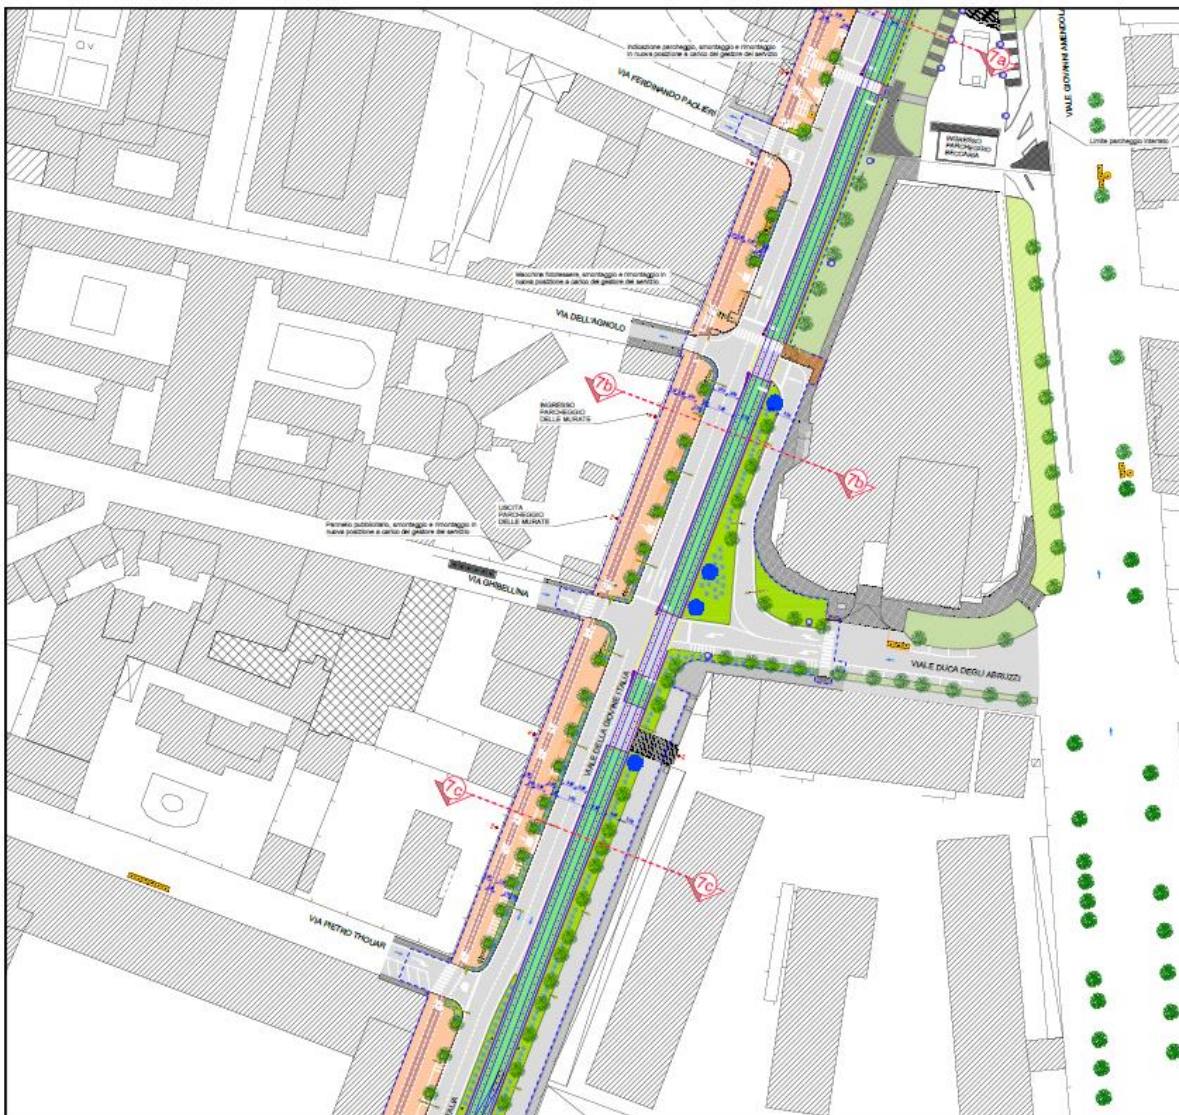 Indicazione parcheggio, smontaggio e rimontaggio
in nuova posizione a carico del gestore del servizio
7a
VIALE GIOVANNI AMENDOLA
VIA FERDINANDO PAOLIERI
INGRESSO
PARCHEGGIO
BECCARIA
Limite parcheggio interrato
Macchina fototessere, smontaggio e rimontaggio in
nuova posizione a carico del gestore del servizio
VIA DELL'AGNOLO
7b
INGRESSO
PARCHEGGIO
DELLE MURATE
7b
USCITA
PARCHEGGIO
DELLE MURATE
Pannello pubblicitario, smontaggio e rimontaggio in
nuova posizione a carico del gestore del servizio
VIA GHIBELLINA
VIALE DUCA DEGLI ABRUZZI
VIALE DELLA GIOVINE ITALIA
7c
7c
VIA PIETRO THOUAR
ITALIA